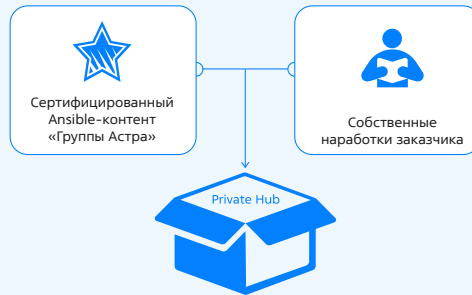 Сертифицированный
Ansible-контент
«Группы Астра»
Собственные
наработки заказчика
Private Hub